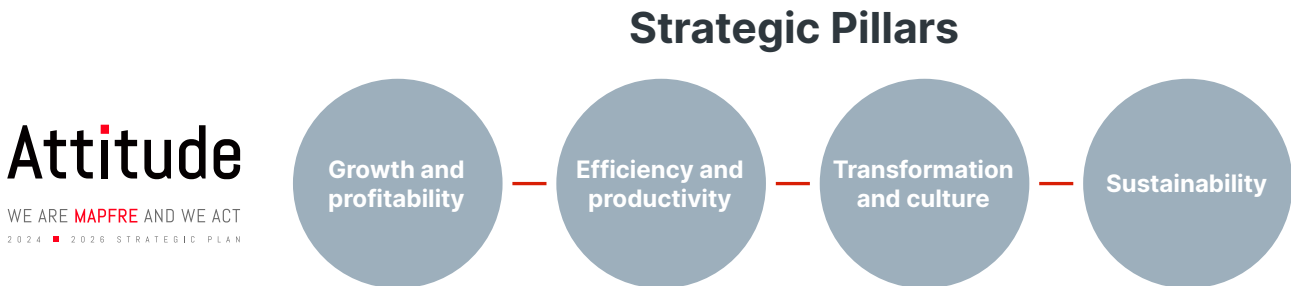 Strategic Pillars
Attitude
WE ARE MAPFRE AND WE ACT
2024 ■ 2026 STRATEGIC PLAN
Growth and
profitability
Efficiency and
productivity
Transformation
and culture
Sustainability